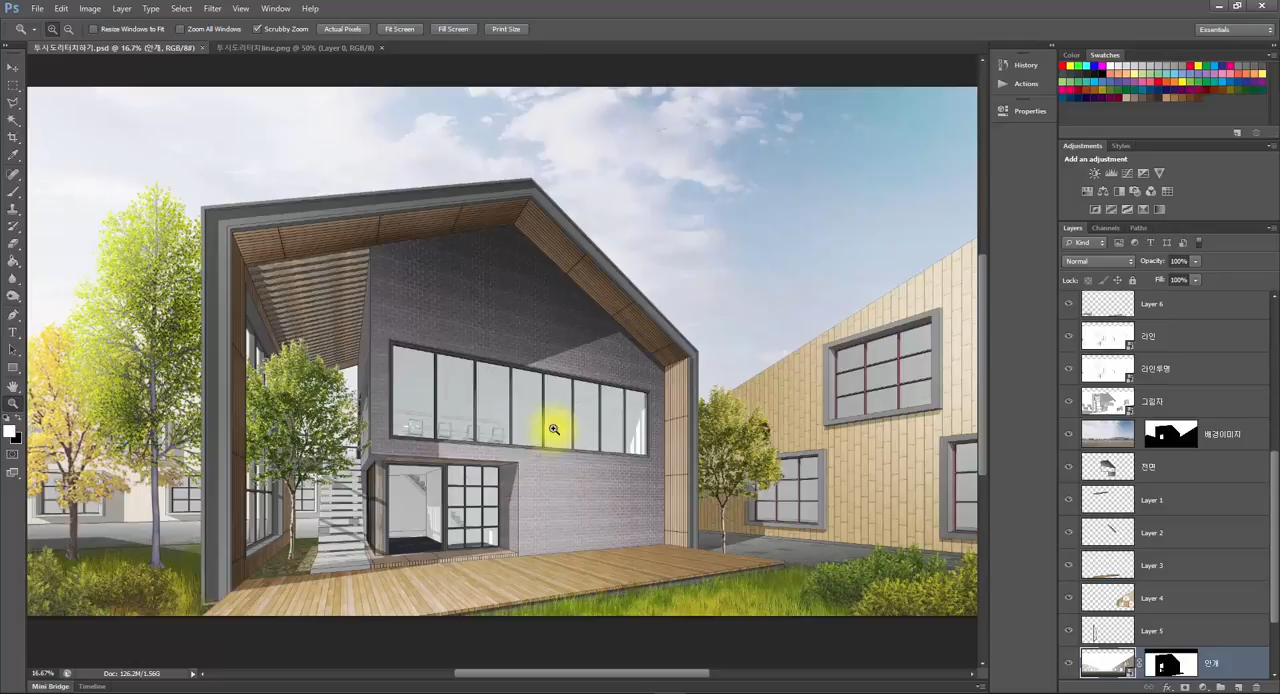 Ps File Edit Image Layer Type Select Filter View Window Help
Resize Windows to Fit Zoom All Windows Scrubby Zoom Actual Pixels Fit Screen Fill Screen Print Size Essentials
투시도리터치하기.psd @ 16.7% (안개, RGB/8#) × 투시도리터치line.png @ 50% (Layer 0, RGB/8) ×
History
Actions
Properties
Color Swatches
Adjustments Styles
Add an adjustment
Layers Channels Paths
Kind
Normal Opacity: 100%
Lock: Fill: 100%
Layer 6
라인
라인투명
그림자
배경이미지
전면
Layer 1
Layer 2
Layer 3
Layer 4
Layer 5
안개
16.67% Doc: 126.2M/1.56G
Mini Bridge Timeline